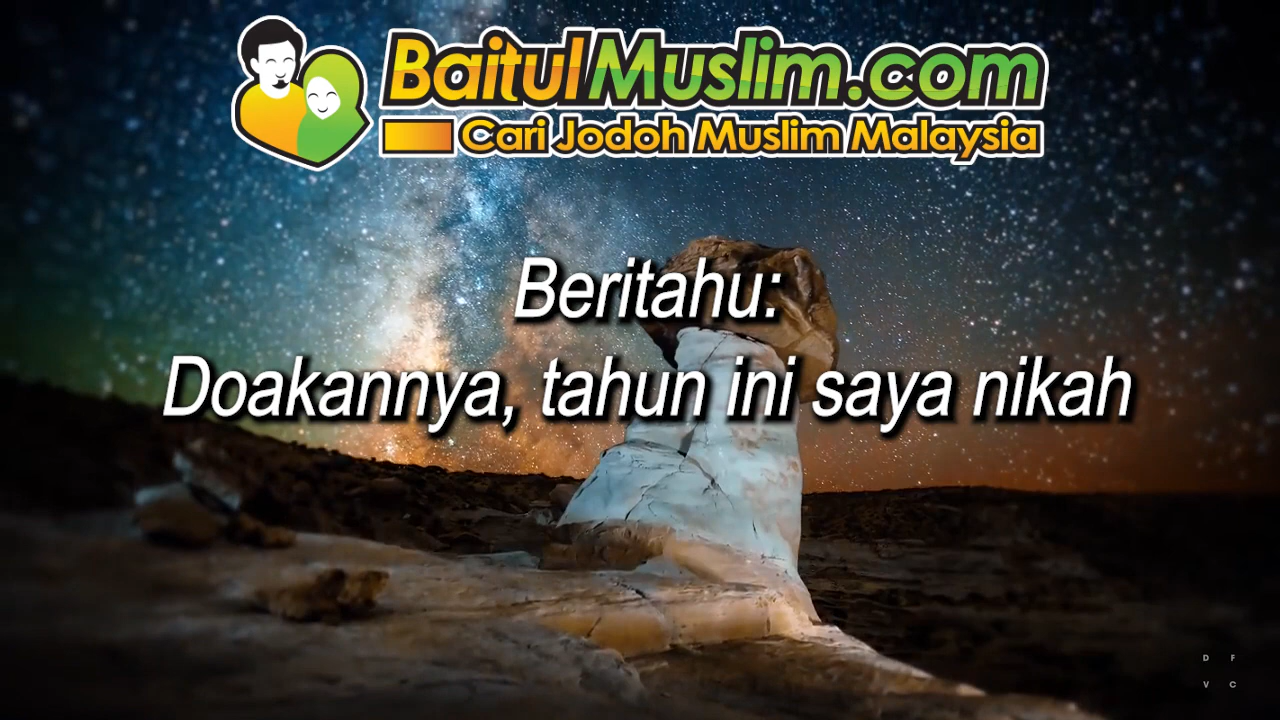 BaitulMuslim.com
Cari Jodoh Muslim Malaysia
Beritahu:
Doakannya, tahun ini saya nikah
D F
V C